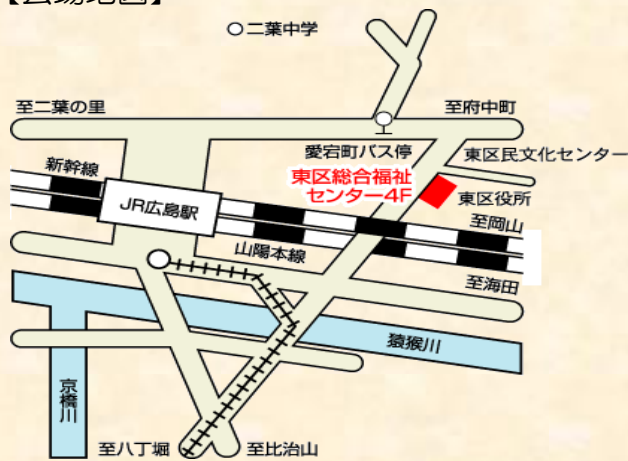 【会場地図】
二葉中学
至二葉の里
至府中町
愛宕町バス停
東区民文化センター
新幹線
東区総合福祉
センター4F
東区役所
JR広島駅
至岡山
山陽本線
至海田
猿猴川
京橋川
至八丁堀
至比治山